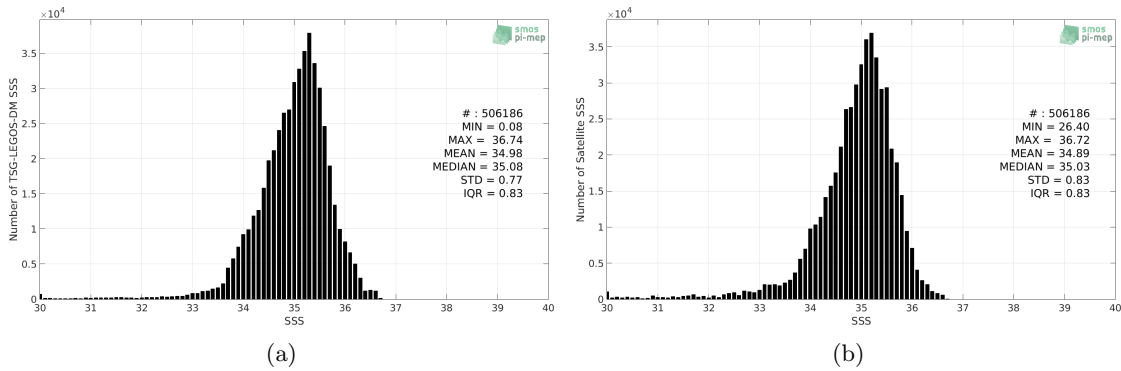 ×10⁴
smos
pi-mep
3.5
3
2.5
2
1.5
1
0.5
0
Number of TSG-LEGOS-DM SSS
# : 506186
MIN = 0.08
MAX = 36.74
MEAN = 34.98
MEDIAN = 35.08
STD = 0.77
IQR = 0.83
30 31 32 33 34 35 36 37 38 39 40
SSS
(a)
×10⁴
smos
pi-mep
3.5
3
2.5
2
1.5
1
0.5
0
Number of Satellite SSS
# : 506186
MIN = 26.40
MAX = 36.72
MEAN = 34.89
MEDIAN = 35.03
STD = 0.83
IQR = 0.83
30 31 32 33 34 35 36 37 38 39 40
SSS
(b)